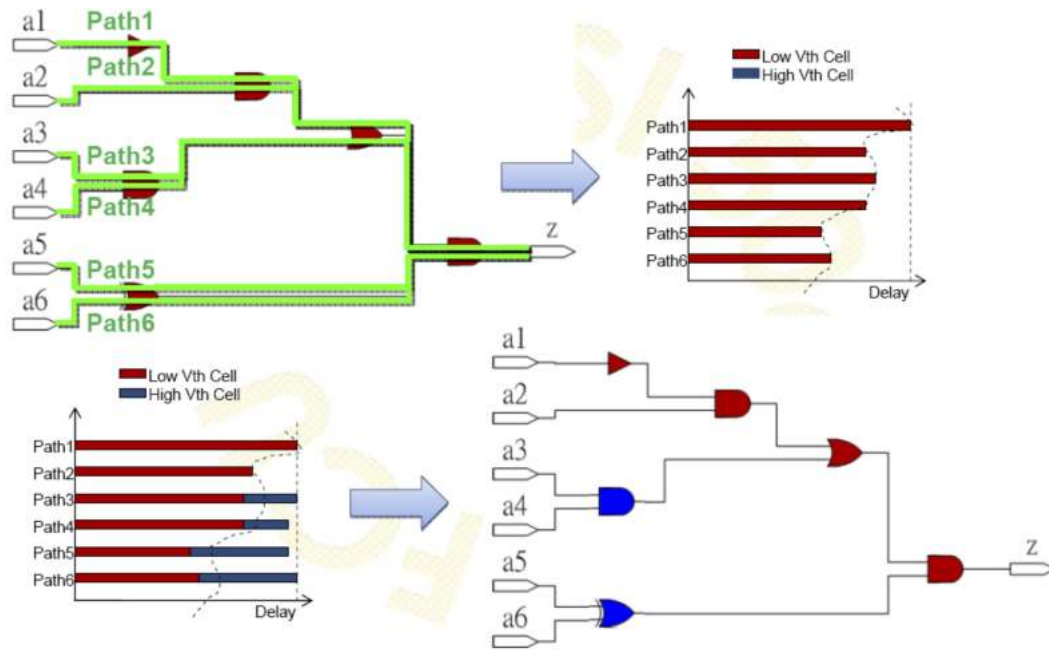 a1
Path1
Path2
a2
a3
Path3
a4
Path4
a5
Path5
a6
Path6
z
Low Vth Cell
High Vth Cell
Path1
Path2
Path3
Path4
Path5
Path6
Delay
Low Vth Cell
High Vth Cell
Path1
Path2
Path3
Path4
Path5
Path6
Delay
a1
a2
a3
a4
a5
a6
z